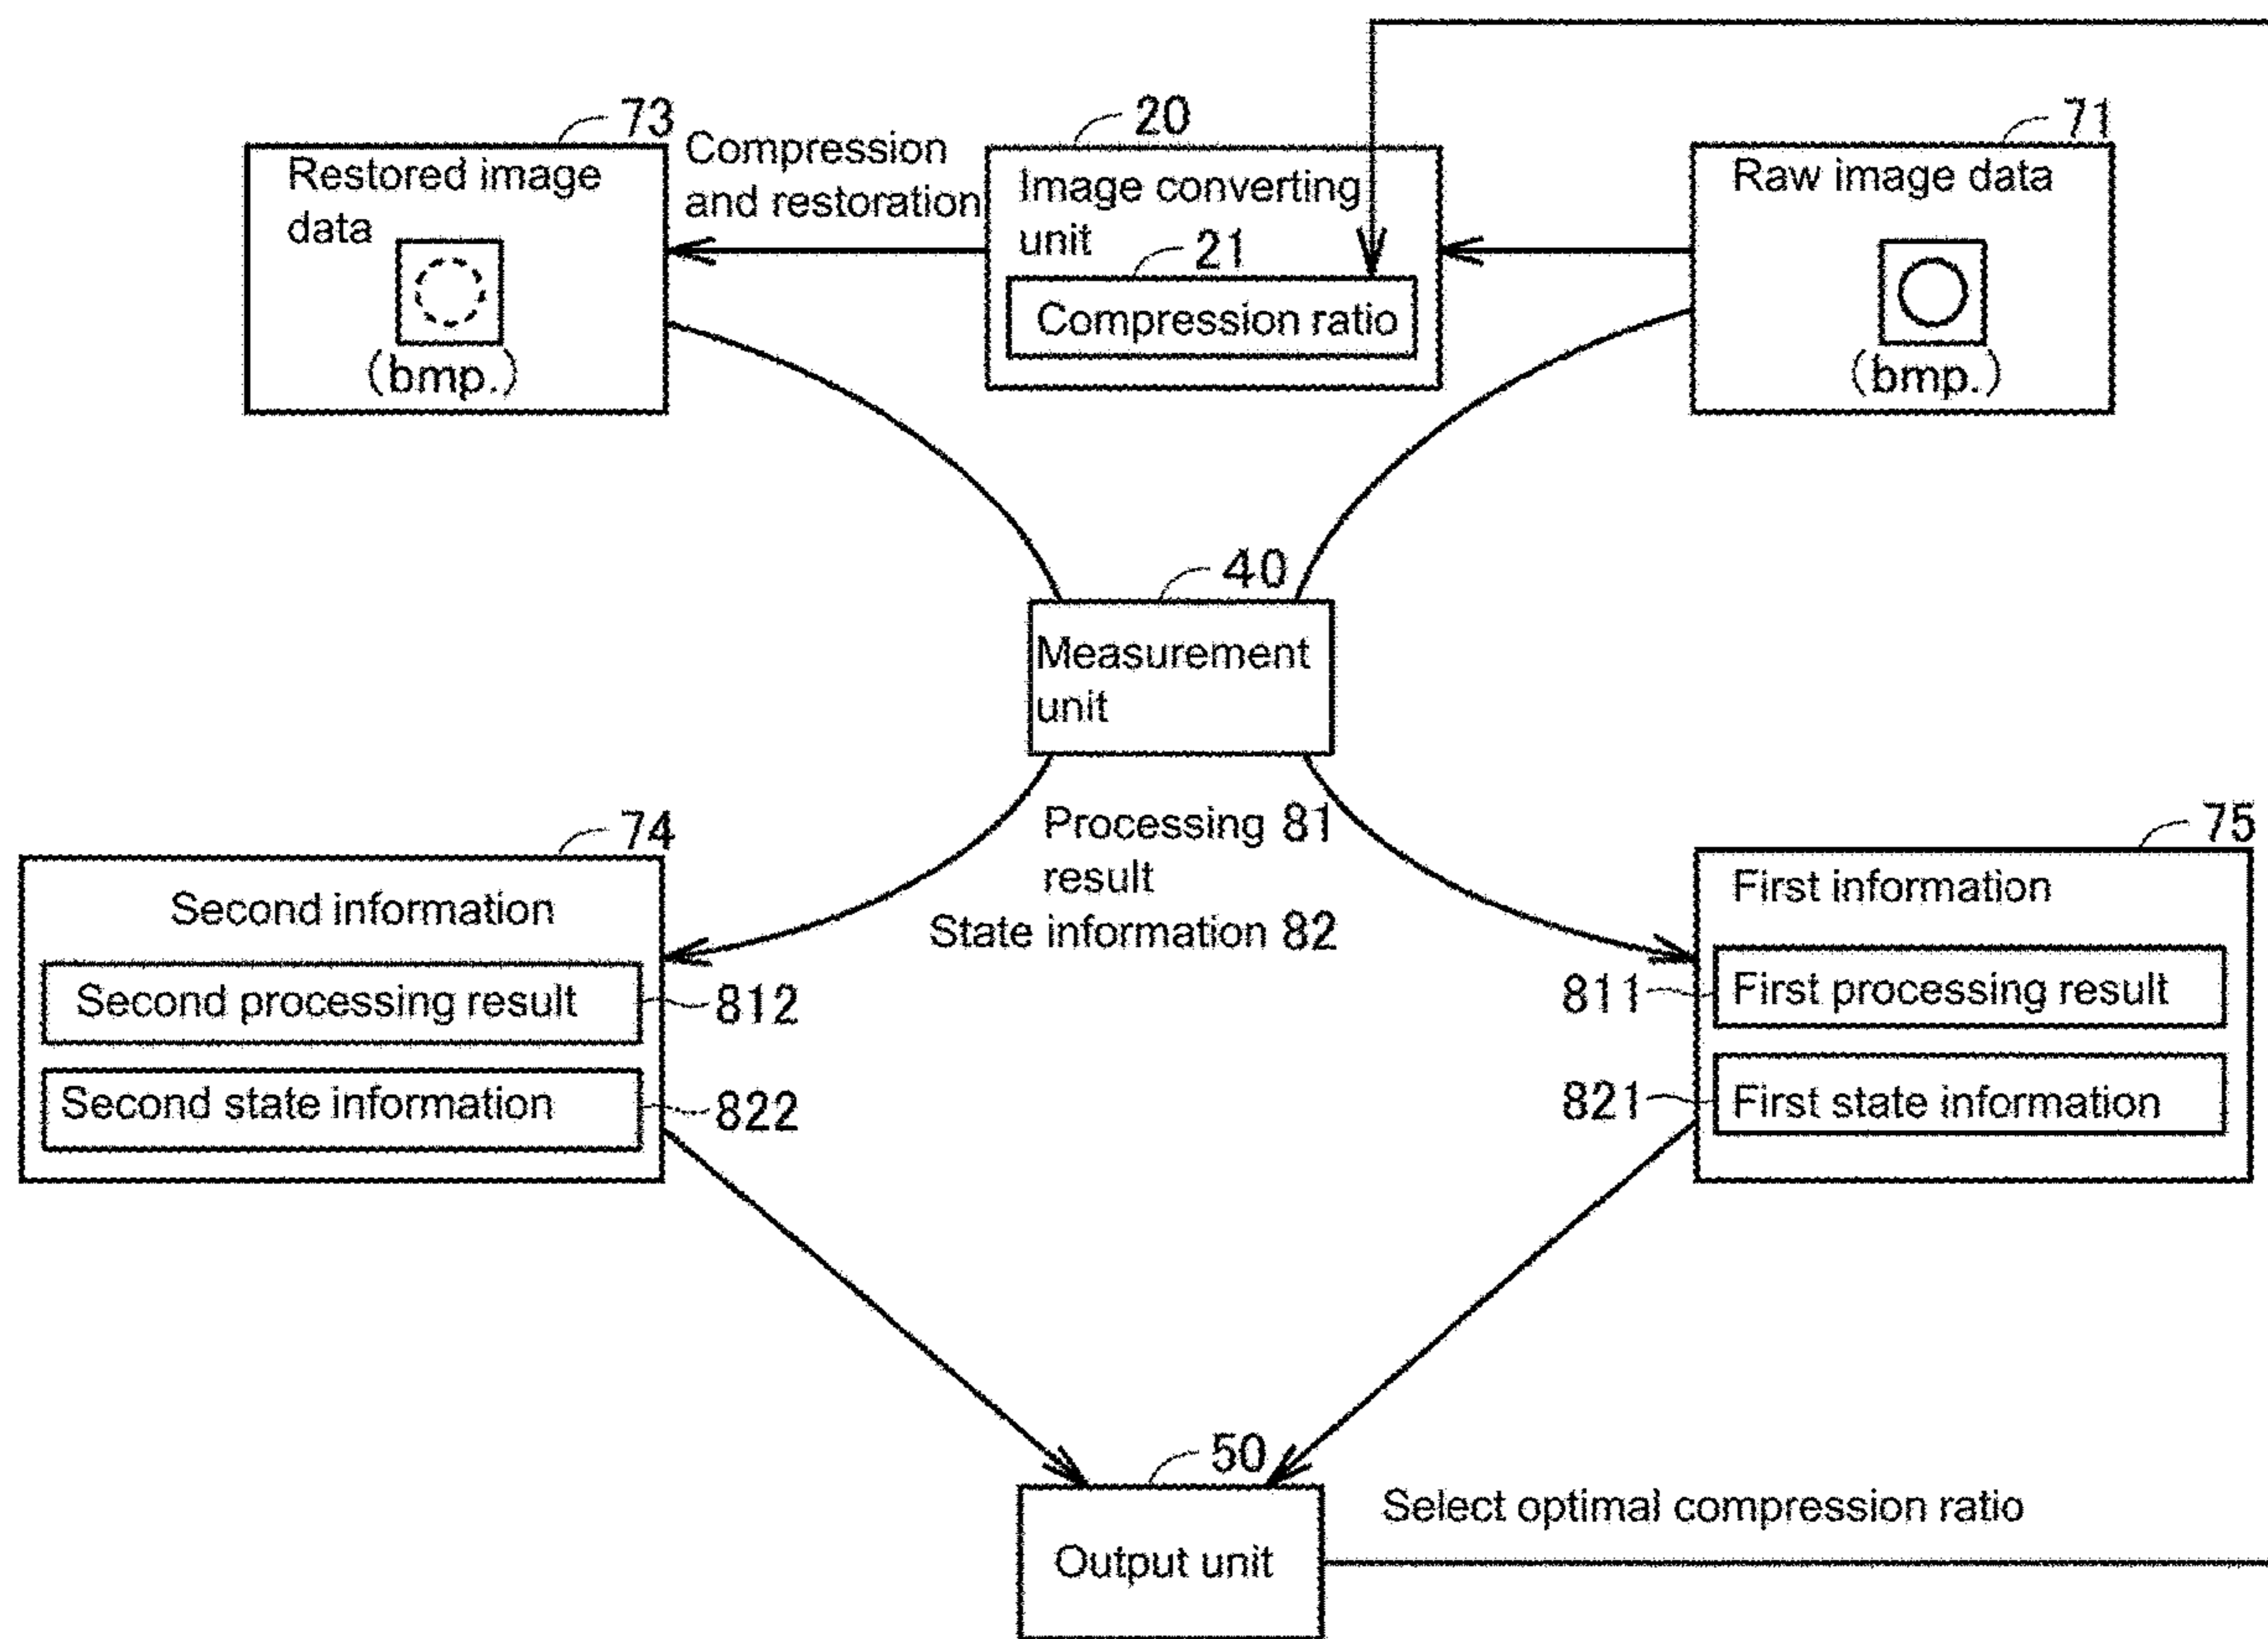 73
Restored image
data
(bmp.)
Compression
and restoration
20
Image converting
unit
21
Compression ratio
71
Raw image data
(bmp.)
40
Measurement
unit
Processing 81
result
State information 82
74
Second information
Second processing result
812
Second state information
822
75
First information
811
First processing result
821
First state information
50
Output unit
Select optimal compression ratio